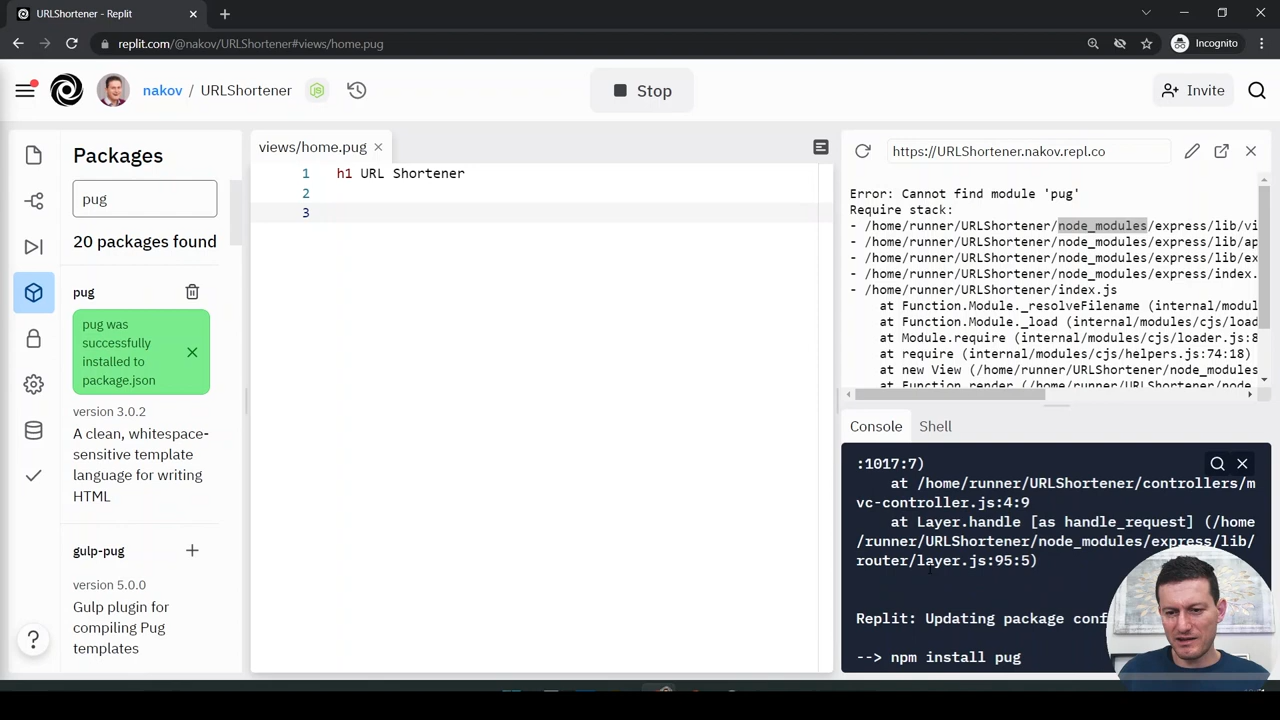 URLShortener - Replit
replit.com/@nakov/URLShortener#views/home.pug
Incognito
nakov / URLShortener
Stop
Invite
Packages
pug
20 packages found
pug
pug was
successfully
installed to
package.json
version 3.0.2
A clean, whitespace-
sensitive template
language for writing
HTML
gulp-pug
version 5.0.0
Gulp plugin for
compiling Pug
templates
?
views/home.pug
1 h1 URL Shortener
2
3
https://URLShortener.nakov.repl.co
Error: Cannot find module 'pug'
Require stack:
- /home/runner/URLShortener/node_modules/express/lib/vi
- /home/runner/URLShortener/node_modules/express/lib/ap
- /home/runner/URLShortener/node_modules/express/lib/ex
- /home/runner/URLShortener/node_modules/express/index.
- /home/runner/URLShortener/index.js
at Function.Module._resolveFilename (internal/modul
at Function.Module._load (internal/modules/cjs/load
at Module.require (internal/modules/cjs/loader.js:8
at require (internal/modules/cjs/helpers.js:74:18)
at new View (/home/runner/URLShortener/node_modules
at Function.render (/home/runner/URLShortener/node
Console
Shell
:1017:7)
at /home/runner/URLShortener/controllers/m
vc-controller.js:4:9
at Layer.handle [as handle_request] (/home
/runner/URLShortener/node_modules/express/lib/
router/layer.js:95:5)
Replit: Updating package conf
--> npm install pug